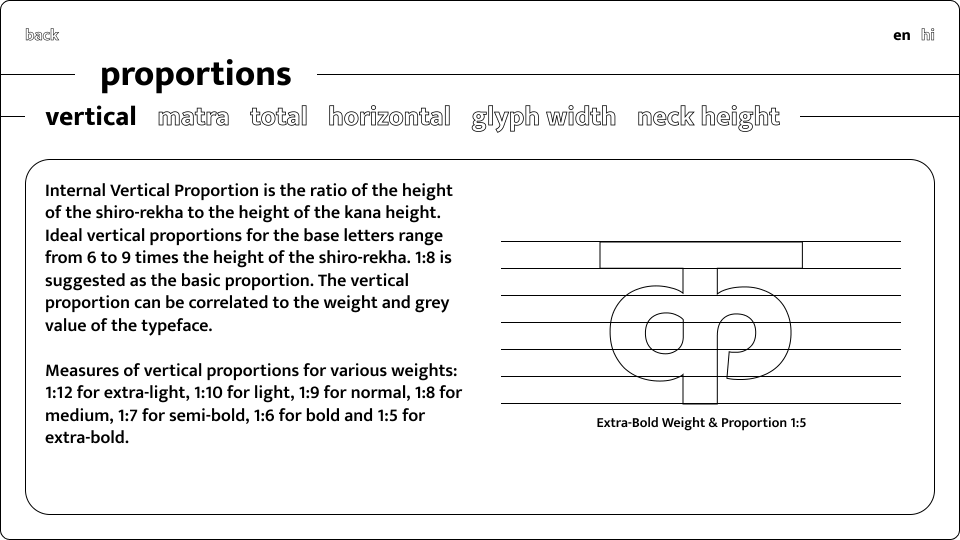 back
en hi
proportions
vertical matra total horizontal glyph width neck height
Internal Vertical Proportion is the ratio of the height
of the shiro-rekha to the height of the kana height.
Ideal vertical proportions for the base letters range
from 6 to 9 times the height of the shiro-rekha. 1:8 is
suggested as the basic proportion. The vertical
proportion can be correlated to the weight and grey
value of the typeface.
Measures of vertical proportions for various weights:
1:12 for extra-light, 1:10 for light, 1:9 for normal, 1:8 for
medium, 1:7 for semi-bold, 1:6 for bold and 1:5 for
extra-bold.
क
Extra-Bold Weight & Proportion 1:5